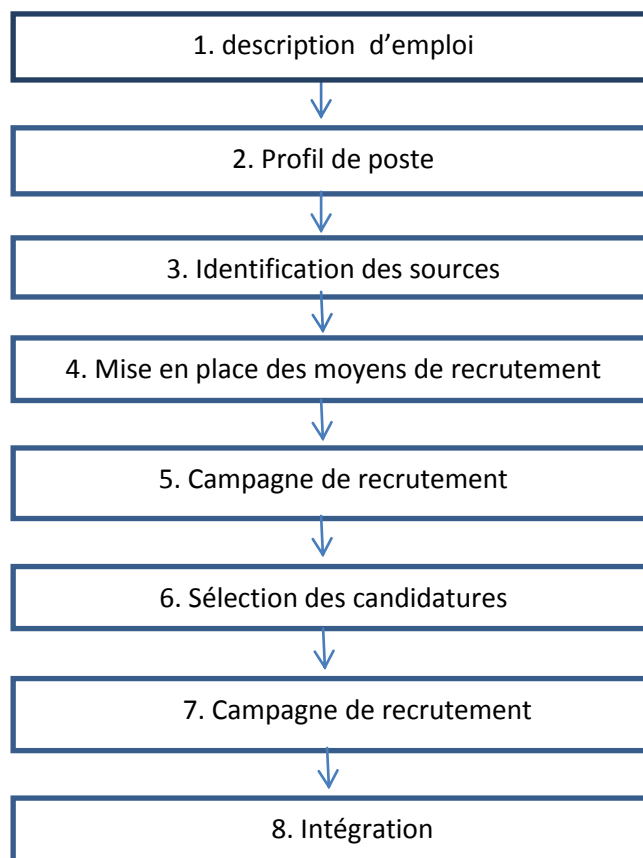 1. description d’emploi
2. Profil de poste
3. Identification des sources
4. Mise en place des moyens de recrutement
5. Campagne de recrutement
6. Sélection des candidatures
7. Campagne de recrutement
8. Intégration